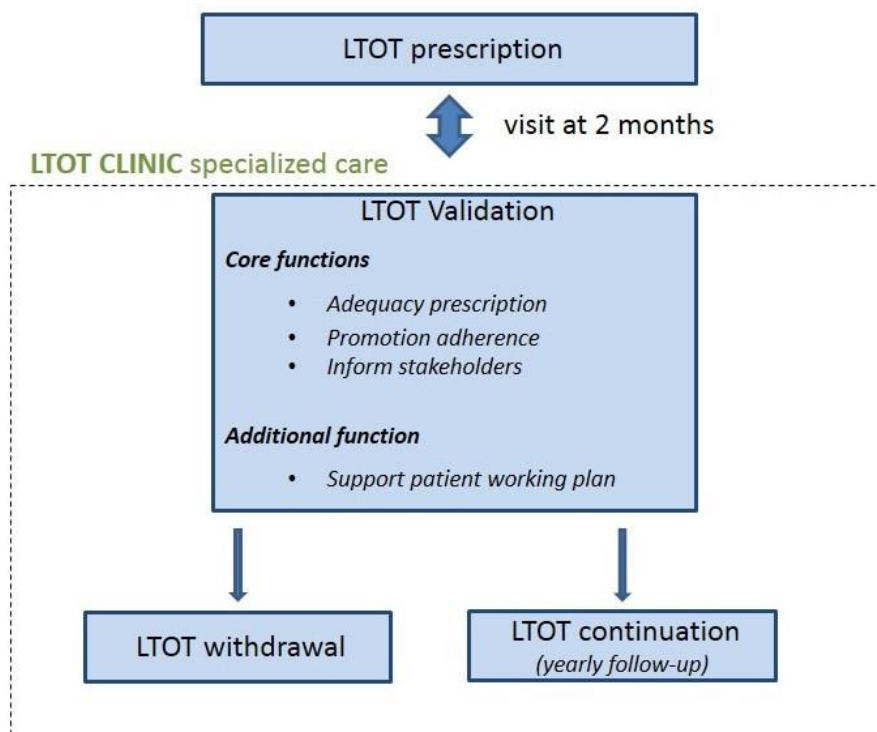 LTOT prescription
visit at 2 months
LTOT CLINIC specialized care
LTOT Validation
Core functions
• Adequacy prescription
• Promotion adherence
• Inform stakeholders
Additional function
• Support patient working plan
LTOT withdrawal
LTOT continuation
(yearly follow-up)